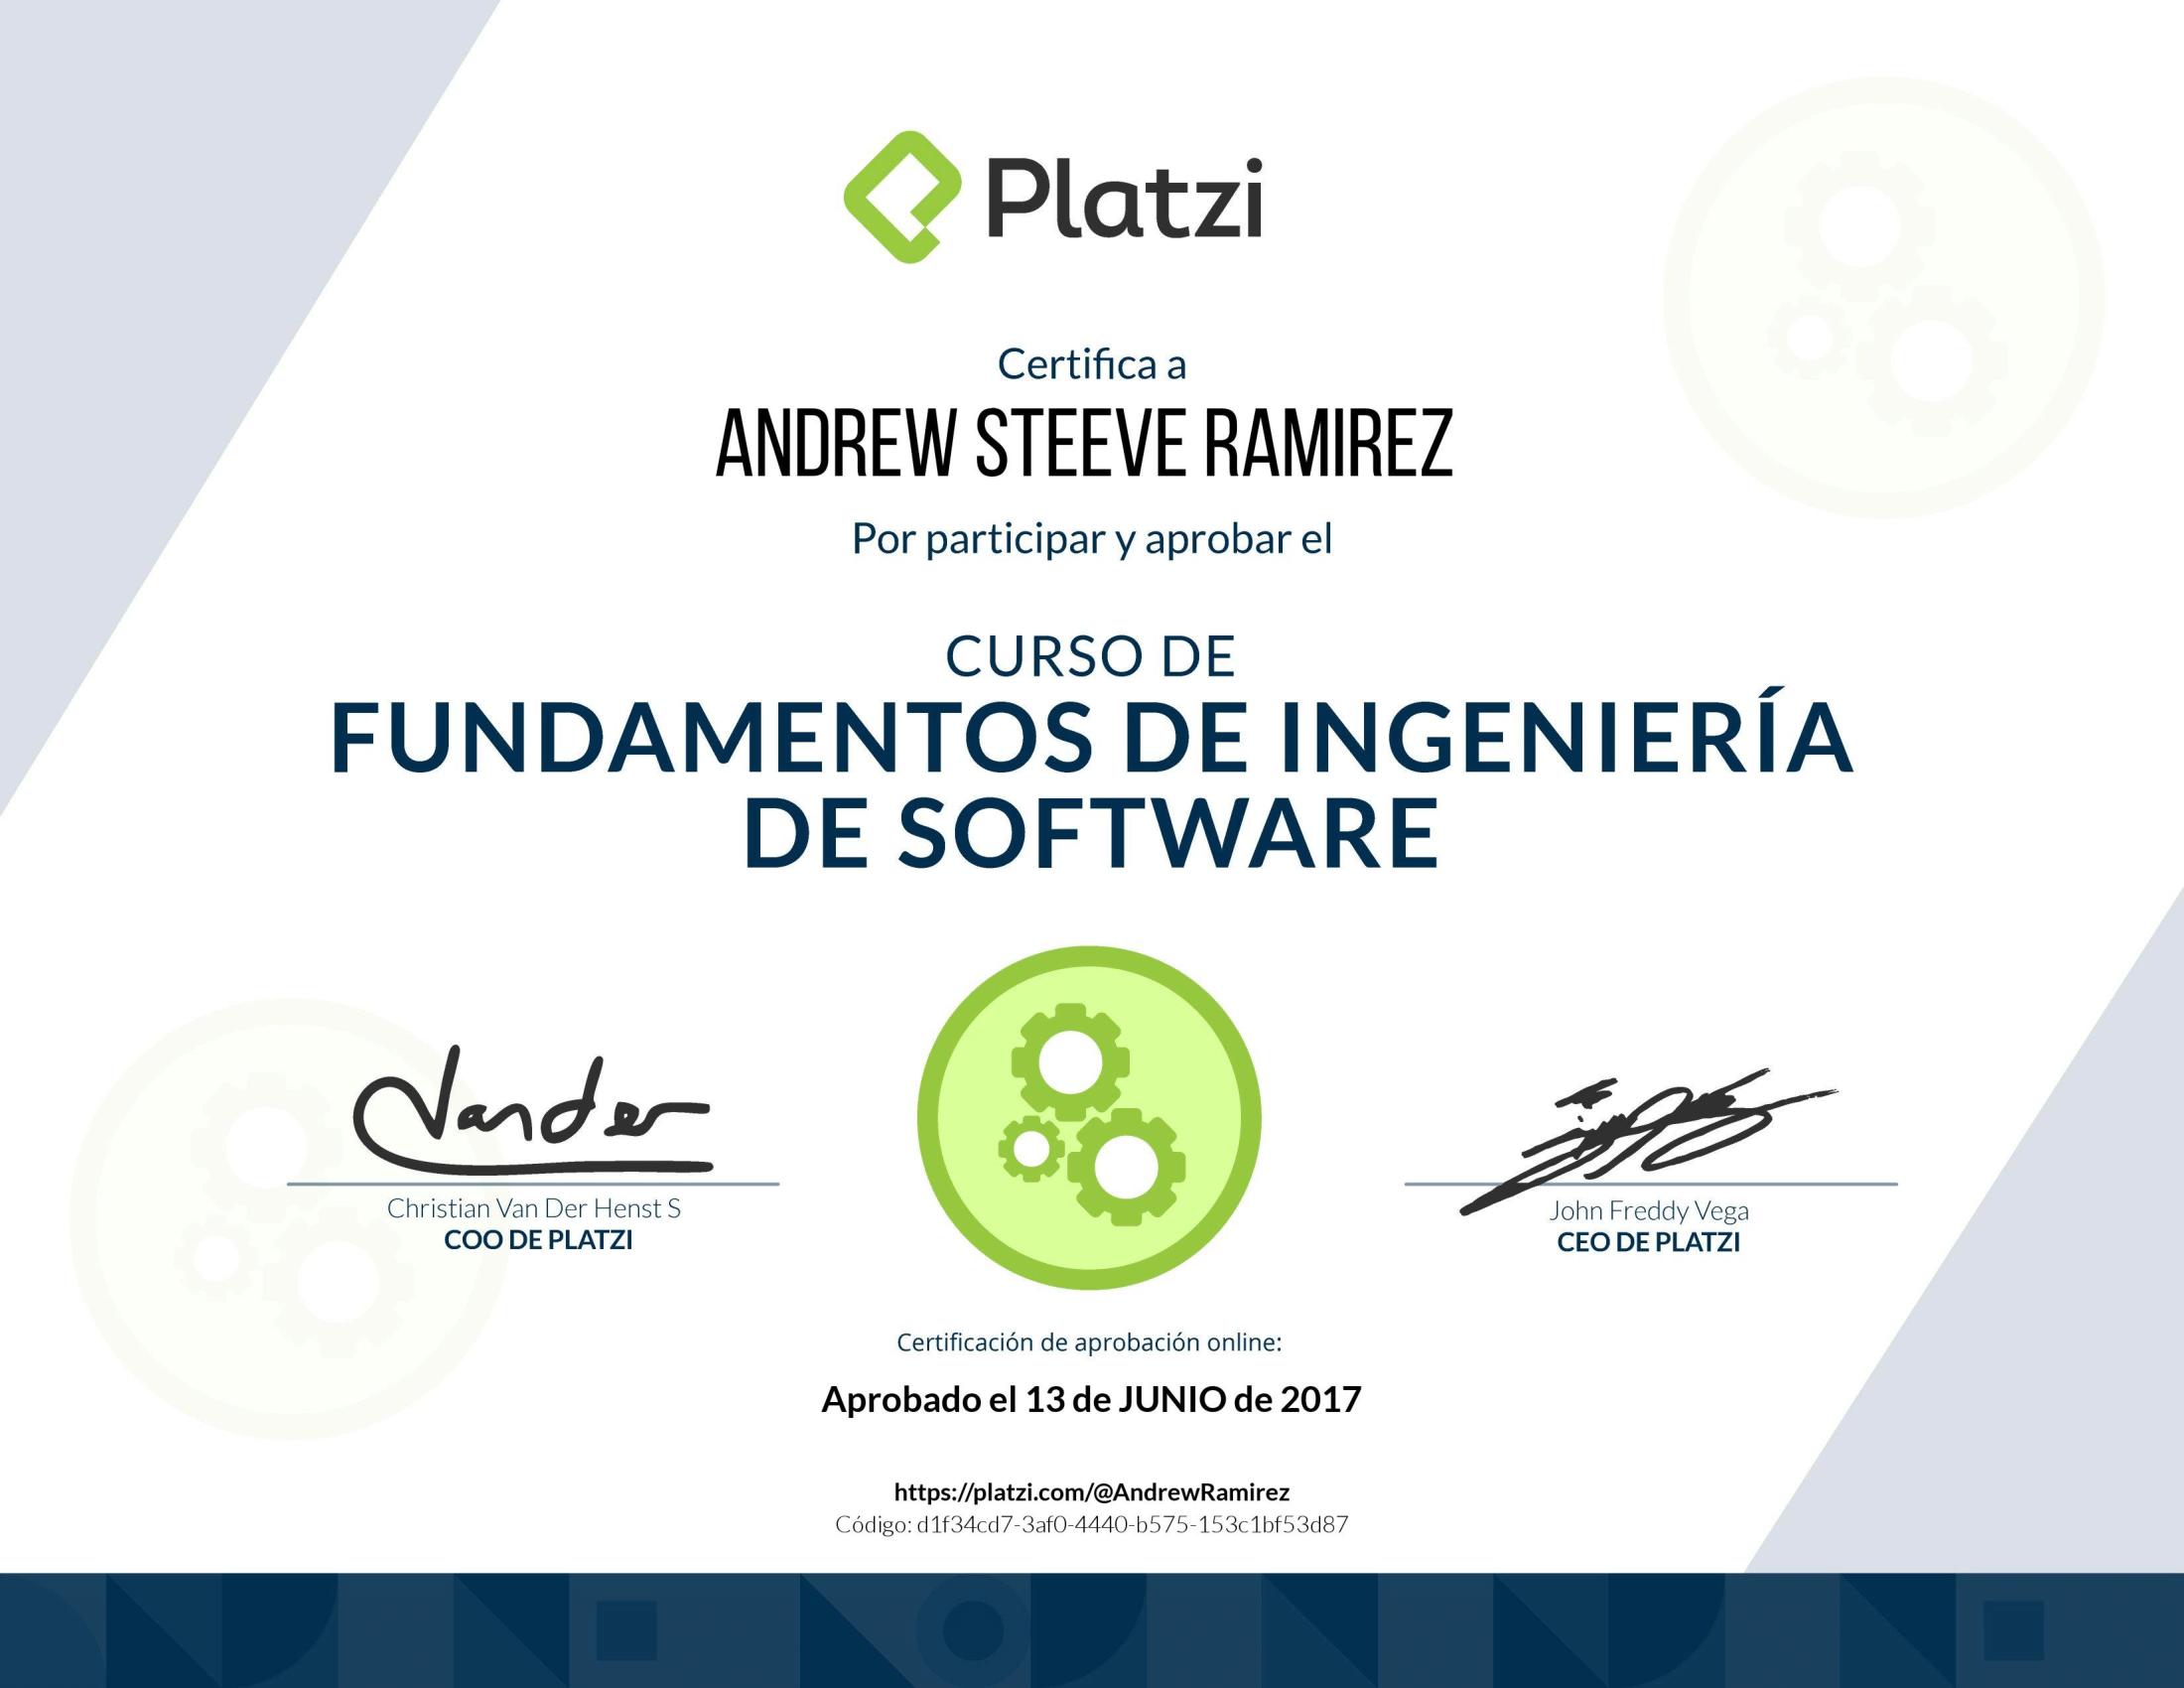 Platzi
Certifica a
ANDREW STEEVE RAMIREZ
Por participar y aprobar el
CURSO DE
FUNDAMENTOS DE INGENIERÍA
DE SOFTWARE
Vander
Christian Van Der Henst S
COO DE PLATZI
John Freddy Vega
CEO DE PLATZI
Certificación de aprobación online:
Aprobado el 13 de JUNIO de 2017
https://platzi.com/@AndrewRamirez
Código: d1f34cd7-3af0-4440-b575-153c1bf53d87